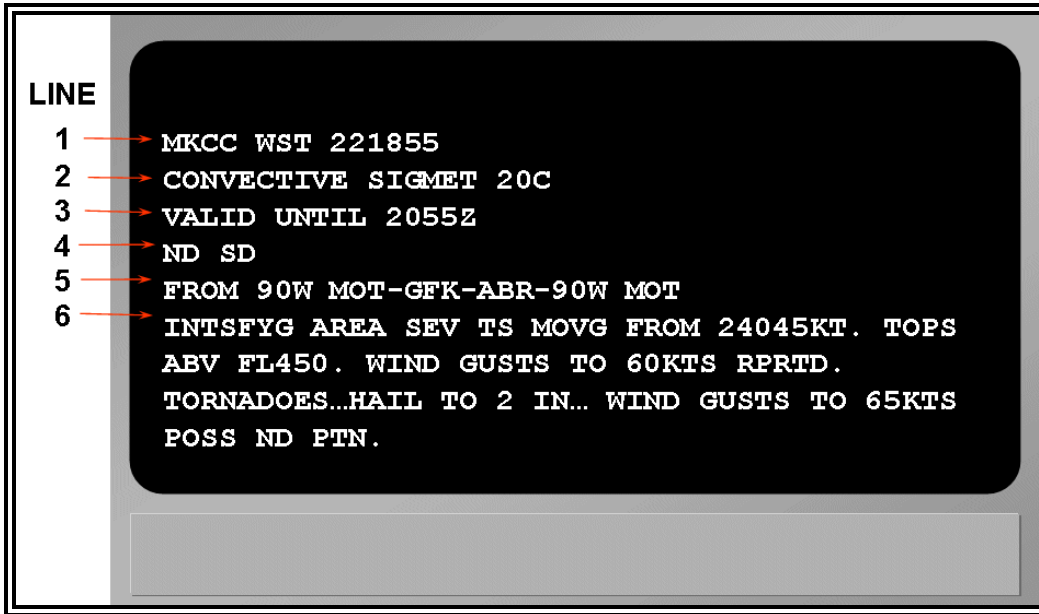 LINE
1 MKCC WST 221855
2 CONVECTIVE SIGMET 20C
3 VALID UNTIL 2055Z
4 ND SD
5 FROM 90W MOT-GFK-ABR-90W MOT
6 INTSFYG AREA SEV TS MOVG FROM 24045KT. TOPS
ABV FL450. WIND GUSTS TO 60KTS RPRTD.
TORNADOES…HAIL TO 2 IN… WIND GUSTS TO 65KTS
POSS ND PTN.